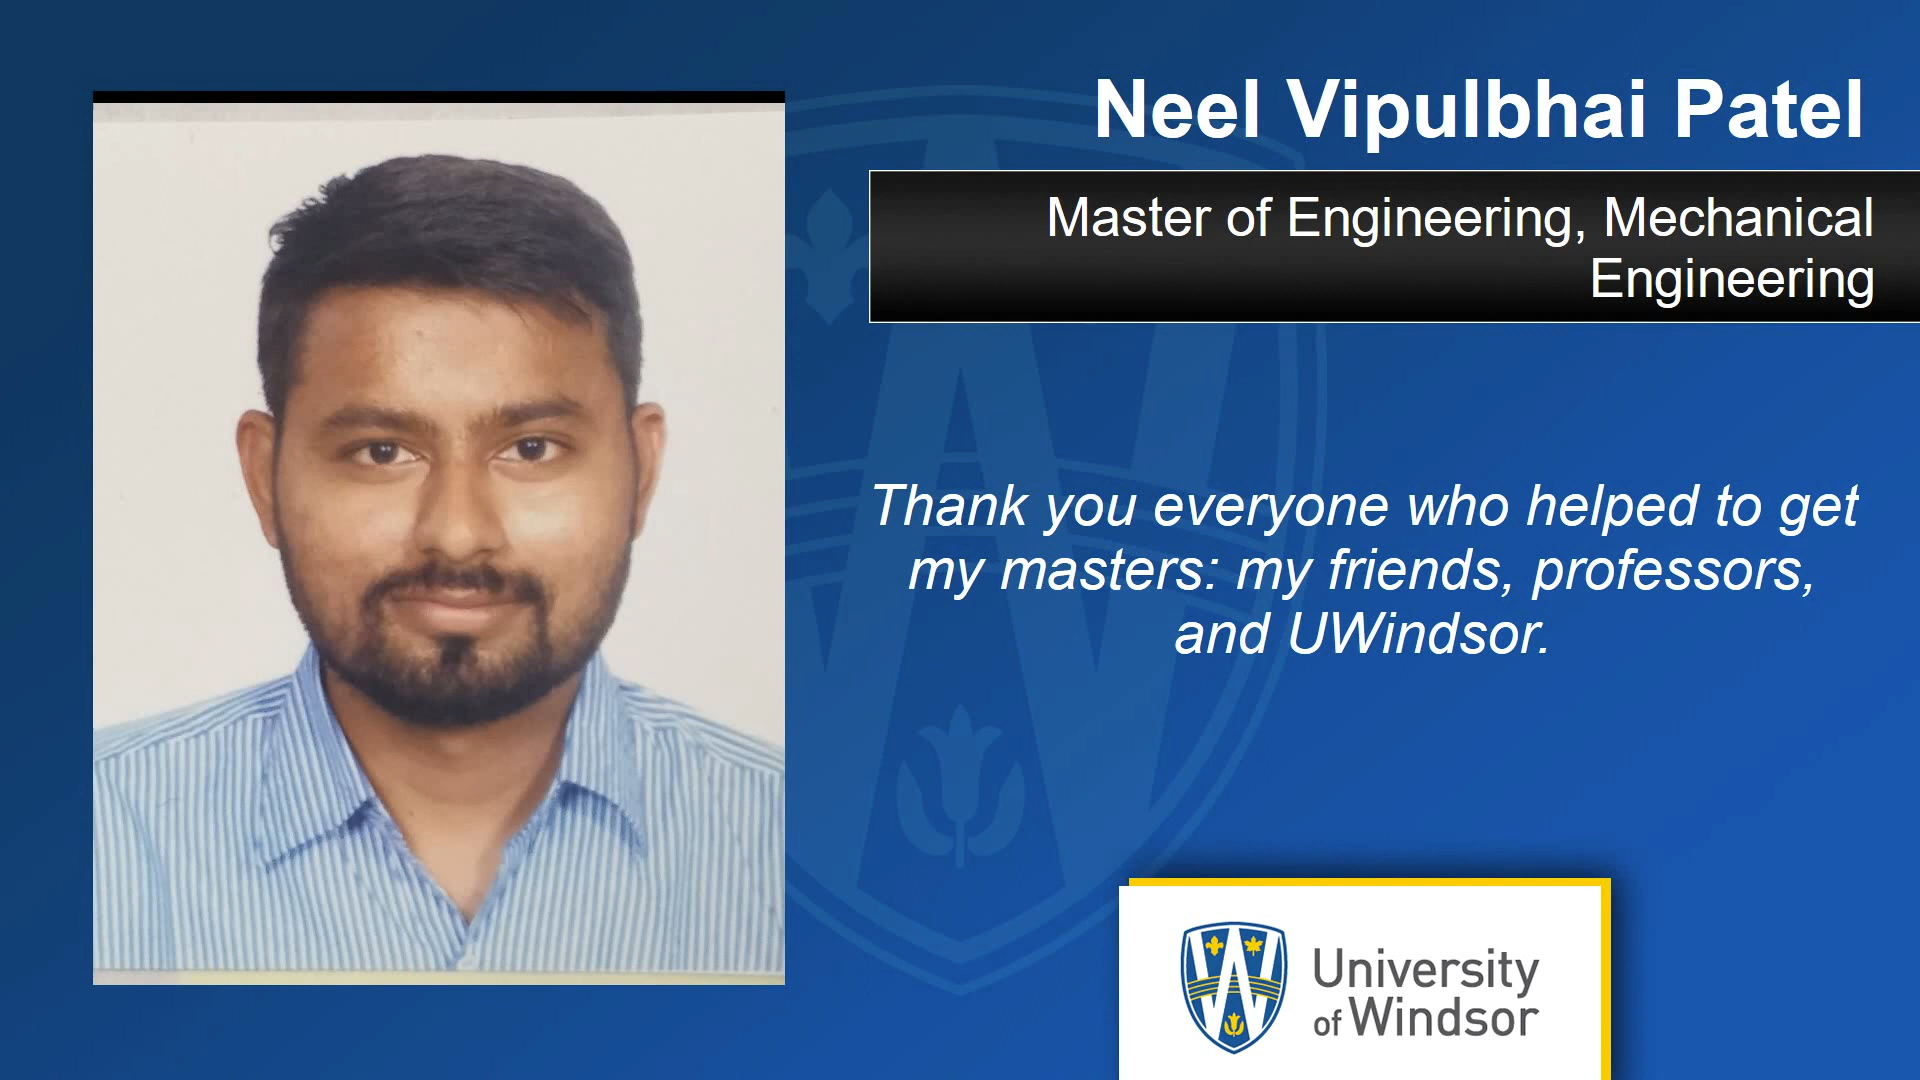 Neel Vipulbhai Patel
Master of Engineering, Mechanical
Engineering
Thank you everyone who helped to get
my masters: my friends, professors,
and UWindsor.
University
of Windsor